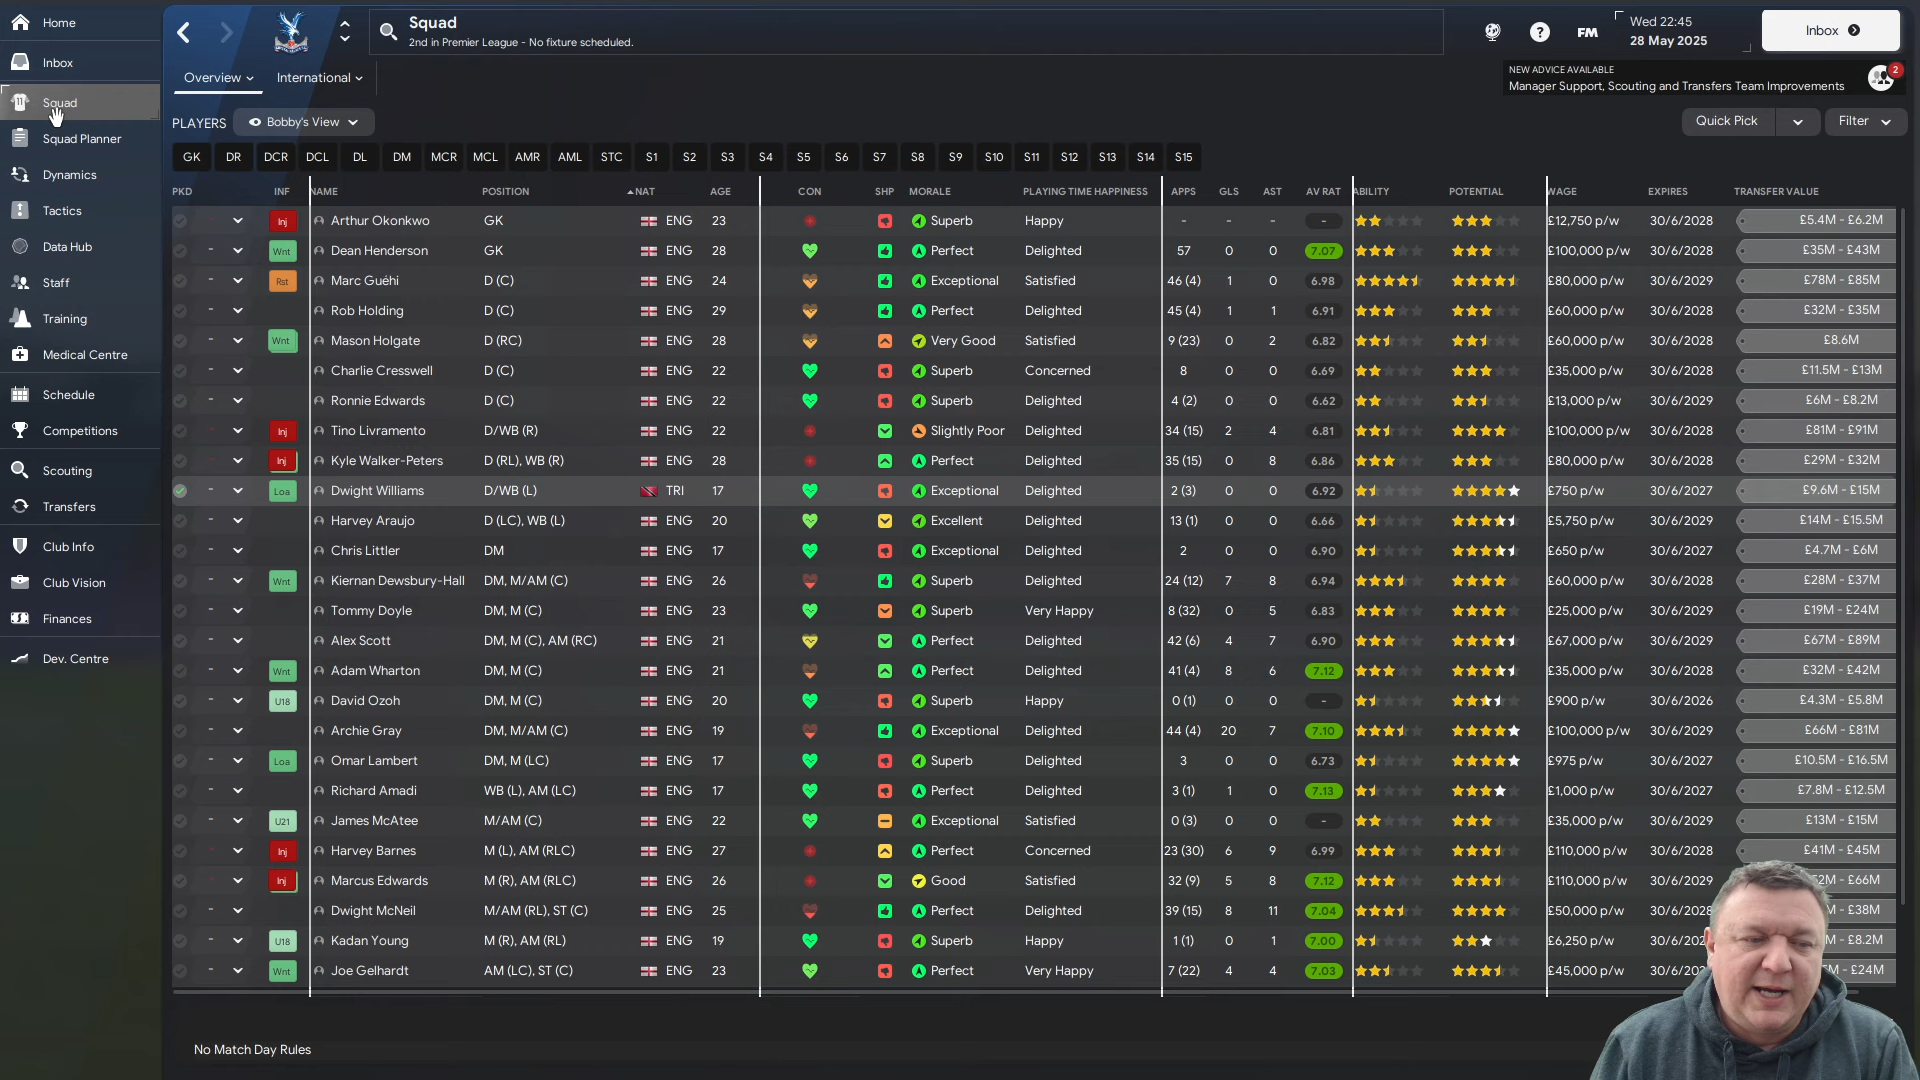 Home
Inbox
Squad
Squad Planner
Dynamics
Tactics
Data Hub
Staff
Training
Medical Centre
Schedule
Competitions
Scouting
Transfers
Club Info
Club Vision
Finances
Dev. Centre
Squad
2nd in Premier League - No fixture scheduled.
? FM Wed 22:45
28 May 2025
Inbox
Overview International
NEW ADVICE AVAILABLE
Manager Support, Scouting and Transfers Team Improvements 2
PLAYERS Bobby's View Quick Pick Filter
GK DR DCR DCL DL DM MCR MCL AMR AML STC S1 S2 S3 S4 S5 S6 S7 S8 S9 S10 S11 S12 S13 S14 S15
PKD INF NAME POSITION NAT AGE CON SHP MORALE PLAYING TIME HAPPINESS APPS GLS AST AV RAT ABILITY POTENTIAL WAGE EXPIRES TRANSFER VALUE
- Inj Arthur Okonkwo GK ENG 23 Superb Happy - - - - £12,750 p/w 30/6/2028 £5.4M - £6.2M
- Wnt Dean Henderson GK ENG 28 Perfect Delighted 57 0 0 7.07 £100,000 p/w 30/6/2028 £35M - £43M
- Rst Marc Guéhi D (C) ENG 24 Exceptional Satisfied 46 (4) 1 0 6.98 £80,000 p/w 30/6/2029 £78M - £85M
- Rob Holding D (C) ENG 29 Perfect Delighted 45 (4) 1 1 6.91 £60,000 p/w 30/6/2028 £32M - £35M
- Wnt Mason Holgate D (RC) ENG 28 Very Good Satisfied 9 (23) 0 2 6.82 £60,000 p/w 30/6/2028 £8.6M
- Charlie Cresswell D (C) ENG 22 Superb Concerned 8 0 0 6.69 £35,000 p/w 30/6/2028 £11.5M - £13M
- Ronnie Edwards D (C) ENG 22 Superb Delighted 4 (2) 0 0 6.62 £13,000 p/w 30/6/2029 £6M - £8.2M
- Inj Tino Livramento D/WB (R) ENG 22 Slightly Poor Delighted 34 (15) 2 4 6.81 £100,000 p/w 30/6/2028 £81M - £91M
- Inj Kyle Walker-Peters D (RL), WB (R) ENG 28 Perfect Delighted 35 (15) 0 8 6.86 £80,000 p/w 30/6/2028 £29M - £32M
- Loa Dwight Williams D/WB (L) TRI 17 Exceptional Delighted 2 (3) 0 0 6.92 £750 p/w 30/6/2027 £9.6M - £15M
- Harvey Araujo D (LC), WB (L) ENG 20 Excellent Delighted 13 (1) 0 0 6.66 £5,750 p/w 30/6/2029 £14M - £15.5M
- Chris Littler DM ENG 17 Exceptional Delighted 2 0 0 6.90 £650 p/w 30/6/2027 £4.7M - £6M
- Wnt Kiernan Dewsbury-Hall DM, M/AM (C) ENG 26 Superb Delighted 24 (12) 7 8 6.94 £60,000 p/w 30/6/2028 £28M - £37M
- Tommy Doyle DM, M (C) ENG 23 Superb Very Happy 8 (32) 0 5 6.83 £25,000 p/w 30/6/2029 £19M - £24M
- Alex Scott DM, M (C), AM (RC) ENG 21 Perfect Delighted 42 (6) 4 7 6.90 £67,000 p/w 30/6/2029 £67M - £89M
- Wnt Adam Wharton DM, M (C) ENG 21 Perfect Delighted 41 (4) 8 6 7.12 £35,000 p/w 30/6/2028 £32M - £42M
- U18 David Ozoh DM, M (C) ENG 20 Superb Happy 0 (1) 0 0 - £900 p/w 30/6/2026 £4.3M - £5.8M
- Archie Gray DM, M/AM (C) ENG 19 Exceptional Delighted 44 (4) 20 7 7.10 £100,000 p/w 30/6/2029 £66M - £81M
- Loa Omar Lambert DM, M (LC) ENG 17 Superb Delighted 3 0 0 6.73 £975 p/w 30/6/2027 £10.5M - £16.5M
- Richard Amadi WB (L), AM (LC) ENG 17 Perfect Delighted 3 (1) 1 0 7.13 £1,000 p/w 30/6/2027 £7.8M - £12.5M
- U21 James McAtee M/AM (C) ENG 22 Exceptional Satisfied 0 (3) 0 0 - £35,000 p/w 30/6/2029 £13M - £15M
- Inj Harvey Barnes M (L), AM (RLC) ENG 27 Perfect Concerned 23 (30) 6 9 6.99 £110,000 p/w 30/6/2028 £41M - £45M
- Inj Marcus Edwards M (R), AM (RLC) ENG 26 Good Satisfied 32 (9) 5 8 7.12 £110,000 p/w 30/6/2029 - £66M
- Dwight McNeil M/AM (RL), ST (C) ENG 25 Perfect Delighted 39 (15) 8 11 7.04 £50,000 p/w 30/6/2028 - £38M
- U18 Kadan Young M (R), AM (RL) ENG 19 Superb Happy 1 (1) 0 1 7.00 £6,250 p/w - £8.2M
- Wnt Joe Gelhardt AM (LC), ST (C) ENG 23 Perfect Very Happy 7 (22) 4 4 7.03 £45,000 p/w - £24M
No Match Day Rules